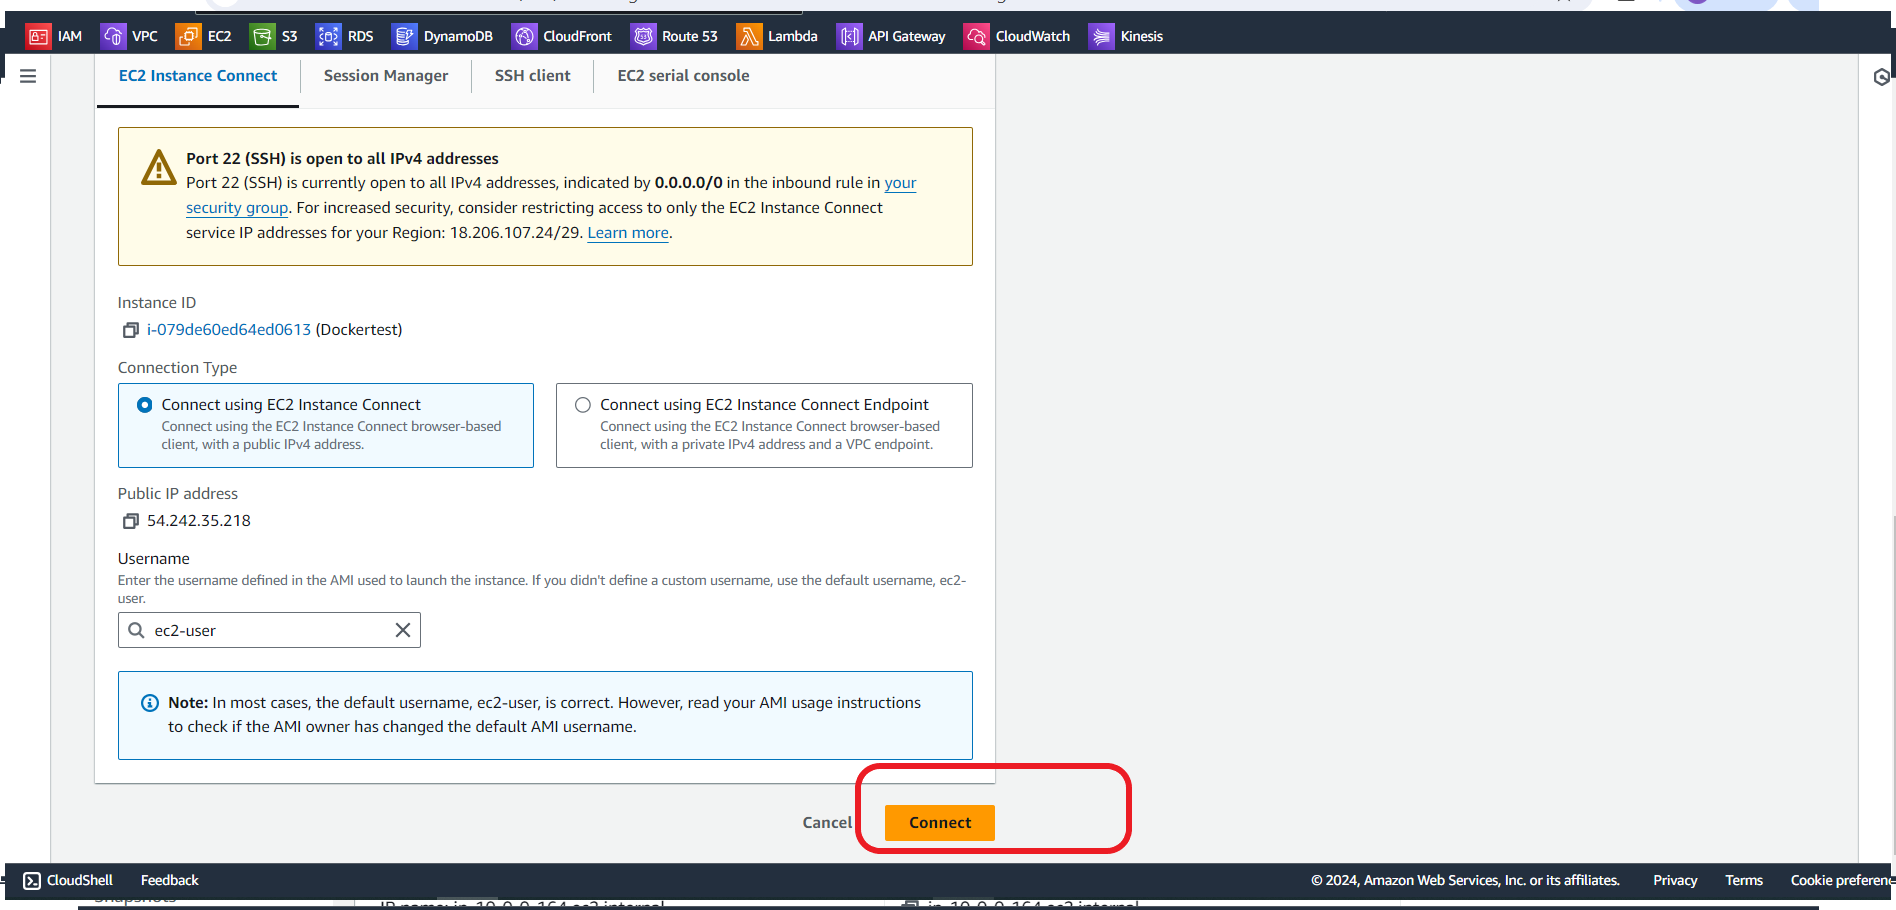 IAM VPC EC2 S3 RDS DynamoDB CloudFront Route 53 Lambda API Gateway CloudWatch Kinesis
EC2 Instance Connect Session Manager SSH client EC2 serial console
Port 22 (SSH) is open to all IPv4 addresses
Port 22 (SSH) is currently open to all IPv4 addresses, indicated by 0.0.0.0/0 in the inbound rule in your
security group. For increased security, consider restricting access to only the EC2 Instance Connect
service IP addresses for your Region: 18.206.107.24/29. Learn more.
Instance ID
i-079de60ed64ed0613 (Dockertest)
Connection Type
Connect using EC2 Instance Connect
Connect using the EC2 Instance Connect browser-based
client, with a public IPv4 address.
Connect using EC2 Instance Connect Endpoint
Connect using the EC2 Instance Connect browser-based
client, with a private IPv4 address and a VPC endpoint.
Public IP address
54.242.35.218
Username
Enter the username defined in the AMI used to launch the instance. If you didn't define a custom username, use the default username, ec2-
user.
ec2-user
Note: In most cases, the default username, ec2-user, is correct. However, read your AMI usage instructions
to check if the AMI owner has changed the default AMI username.
Cancel Connect
CloudShell Feedback © 2024, Amazon Web Services, Inc. or its affiliates. Privacy Terms Cookie preferen